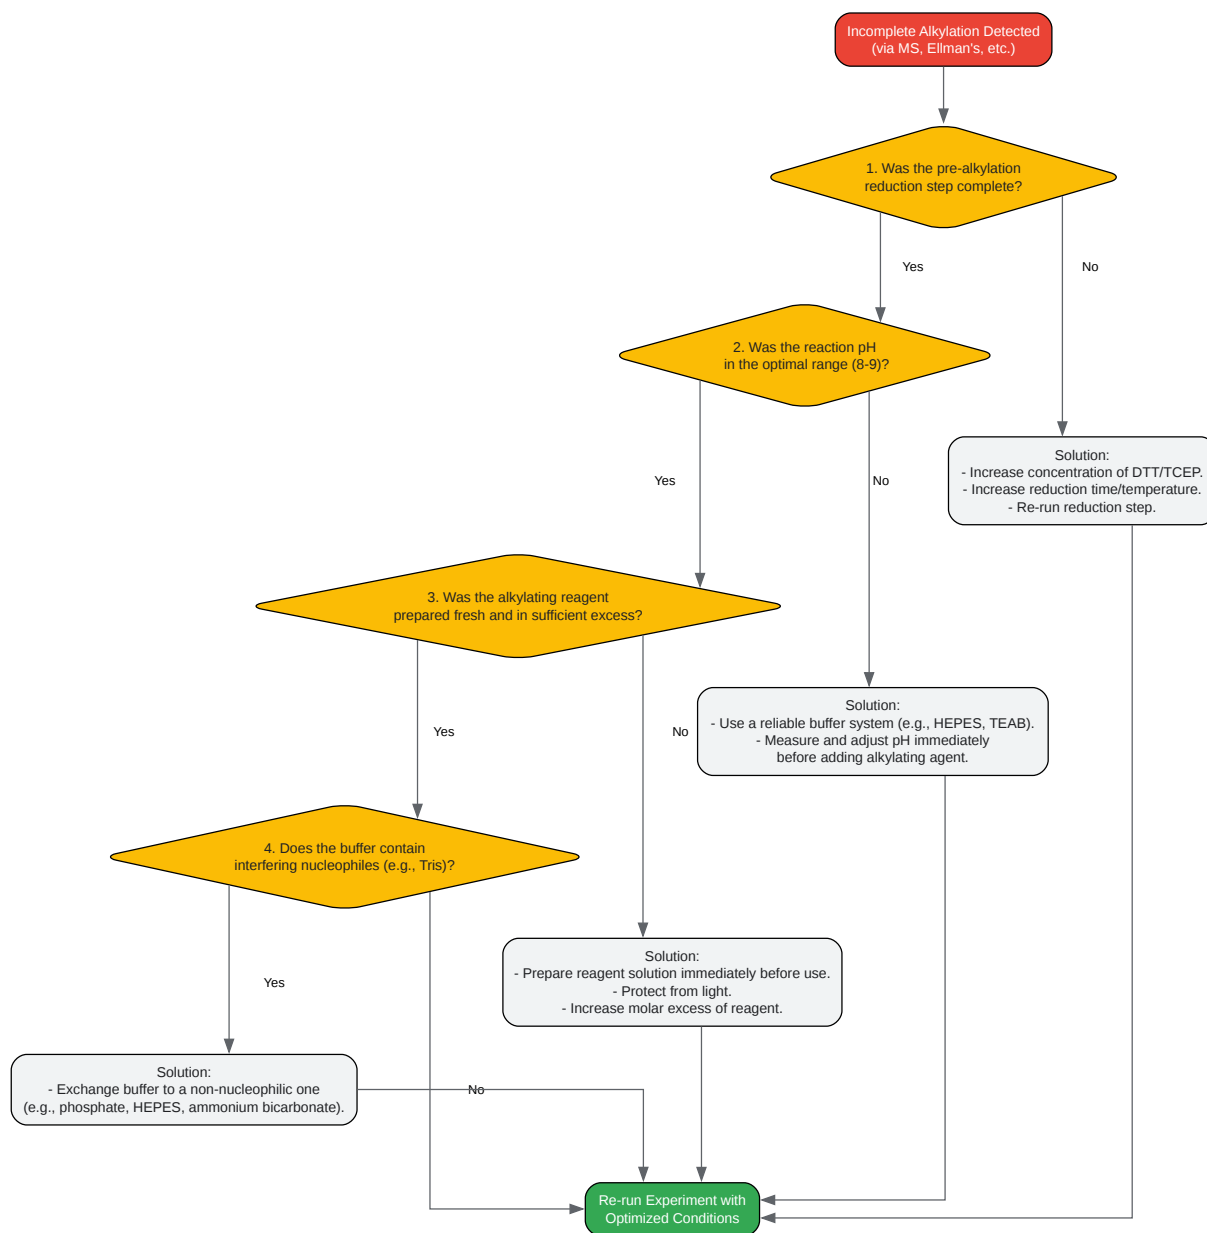 Incomplete Alkylation Detected
(via MS, Ellman's, etc.)
1. Was the pre-alkylation
reduction step complete?
Yes
No
2. Was the reaction pH
in the optimal range (8-9)?
Solution:
- Increase concentration of DTT/TCEP.
- Increase reduction time/temperature.
- Re-run reduction step.
Yes
No
3. Was the alkylating reagent
prepared fresh and in sufficient excess?
Solution:
- Use a reliable buffer system (e.g., HEPES, TEAB).
- Measure and adjust pH immediately
before adding alkylating agent.
Yes
No
4. Does the buffer contain
interfering nucleophiles (e.g., Tris)?
Solution:
- Prepare reagent solution immediately before use.
- Protect from light.
- Increase molar excess of reagent.
Yes
Solution:
- Exchange buffer to a non-nucleophilic one
(e.g., phosphate, HEPES, ammonium bicarbonate).
No
Re-run Experiment with
Optimized Conditions